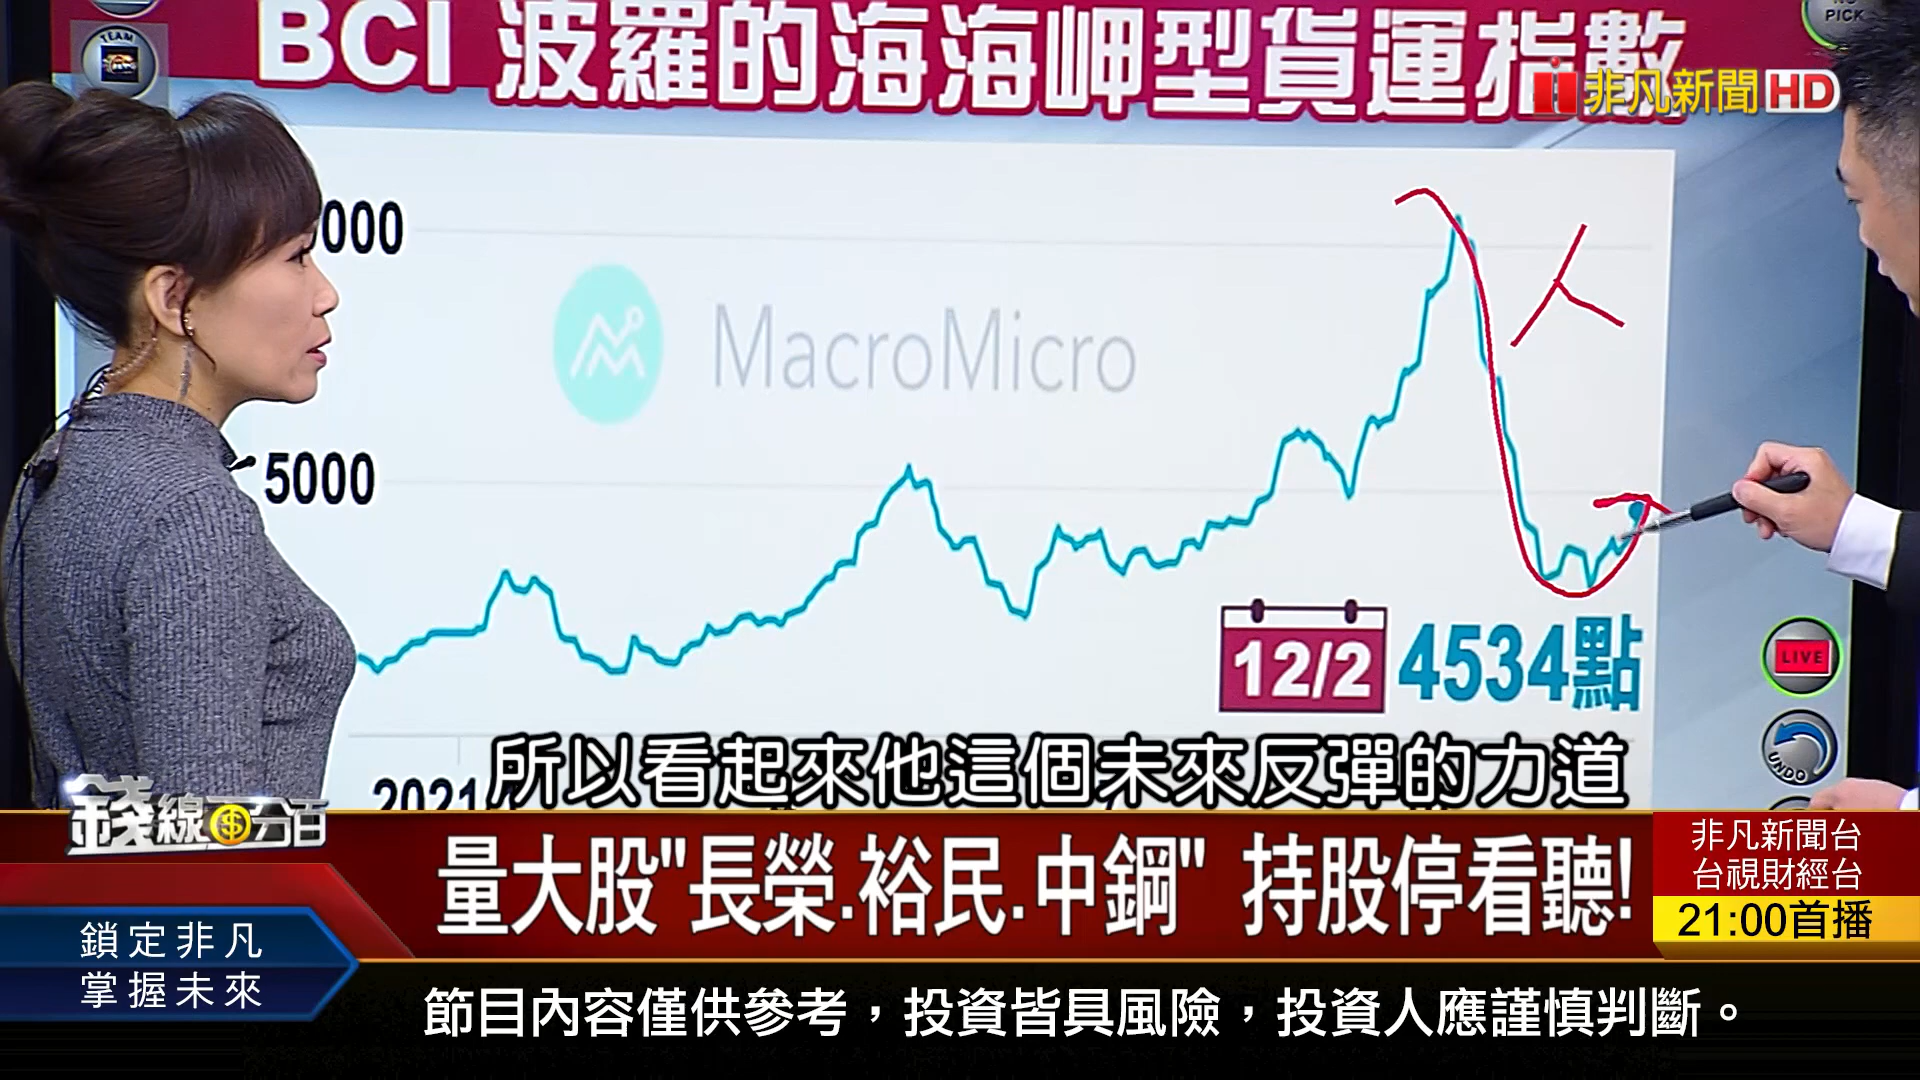 TEAM
PICK
BCI 波羅的海海岬型貨運指數
非凡新聞HD
000
MacroMicro
5000
12/2 4534點
LIVE
UNDO
2021
所以看起來他這個未來反彈的力道
錢線百分百
量大股"長榮.裕民.中鋼" 持股停看聽!
非凡新聞台
台視財經台
21:00首播
鎖定非凡
掌握未來
節目內容僅供參考，投資皆具風險，投資人應謹慎判斷。